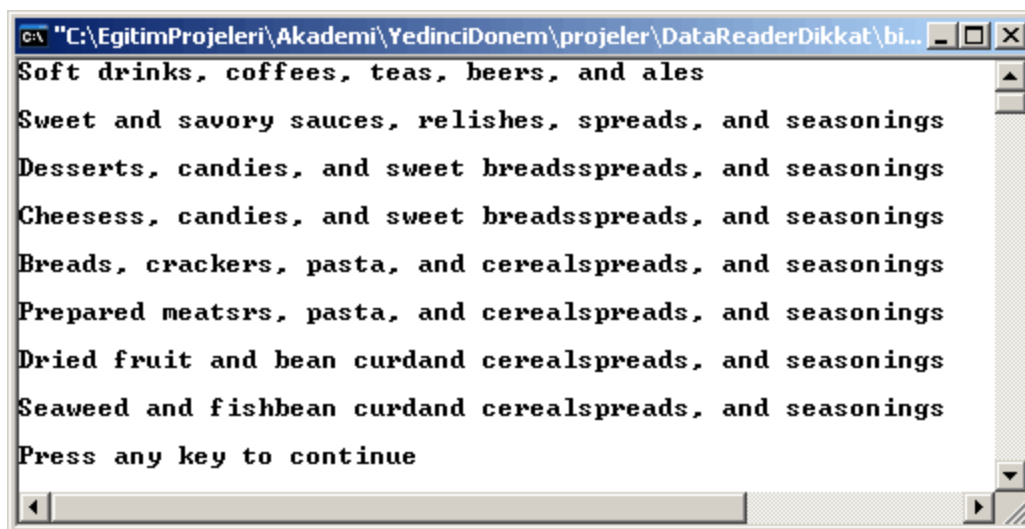 "C:\EgitimProjeleri\Akademi\YedinciDonem\projeler\DataReaderDikkat\bi...
Soft drinks, coffees, teas, beers, and ales
Sweet and savory sauces, relishes, spreads, and seasonings
Desserts, candies, and sweet breadsspreads, and seasonings
Cheesess, candies, and sweet breadsspreads, and seasonings
Breads, crackers, pasta, and cerealspreads, and seasonings
Prepared meatsrs, pasta, and cerealspreads, and seasonings
Dried fruit and bean curdand cerealspreads, and seasonings
Seaweed and fishbean curdand cerealspreads, and seasonings
Press any key to continue